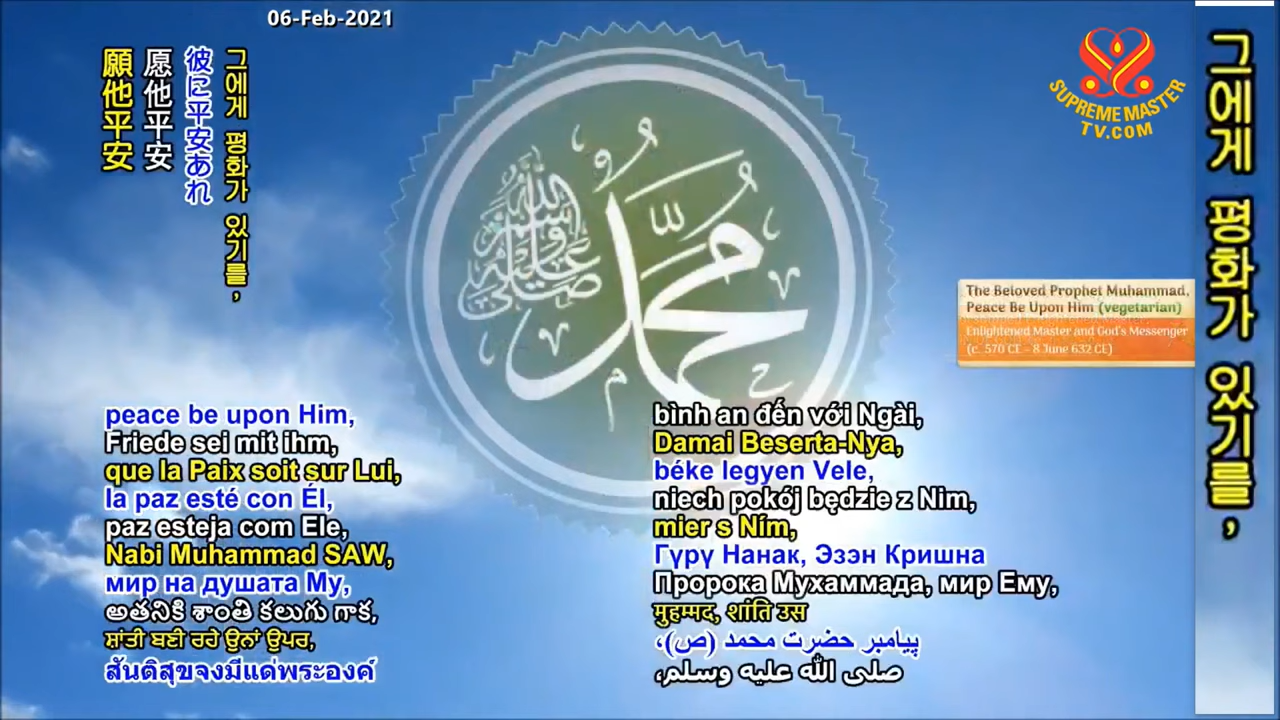 06-Feb-2021
그에게 평화가 있기를,
彼に平安あれ
愿他平安
願他平安
SUPREME MASTER
TV.COM
محمد
صلى الله عليه وسلم
The Beloved Prophet Muhammad,
Peace Be Upon Him (vegetarian)
Enlightened Master and God's Messenger
(c. 570 CE – 8 June 632 CE)
그에게 평화가 있기를,
peace be upon Him,
Friede sei mit ihm,
que la Paix soit sur Lui,
la paz esté con Él,
paz esteja com Ele,
Nabi Muhammad SAW,
мир на душата Му,
అతనికి శాంతి కలుగు గాక,
ਸ਼ਾਂਤੀ ਬਣੀ ਰਹੇ ਉਨਾਂ ਉਪਰ,
สันติสุขจงมีแด่พระองค์
bình an đến với Ngài,
Damai Beserta-Nya,
béke legyen Vele,
niech pokój będzie z Nim,
mier s Ním,
Гүрү Нанак, Эзэн Кришна
Пророка Мухаммада, мир Ему,
मुहम्मद, शांति उस
پیامبر حضرت محمد (ص)،
صلى الله عليه وسلم،